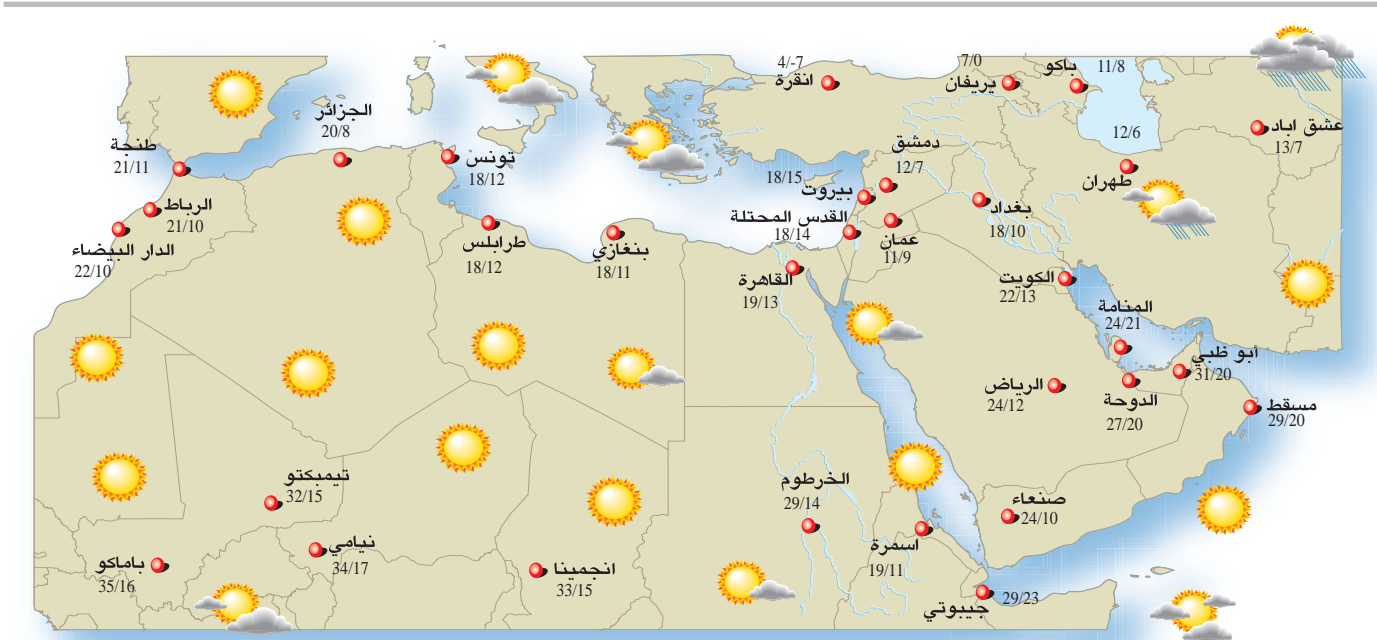 4/-7
انقرة
7/0
يريفان
باكو
11/8
12/6
عشق اباد
13/7
طهران
الجزائر
20/8
طنجة
21/11
تونس
18/12
دمشق
12/7
18/15
بيروت
القدس المحتلة
18/14
عمان
11/9
بغداد
18/10
الرباط
21/10
الدار البيضاء
22/10
طرابلس
18/12
بنغازي
18/11
القاهرة
19/13
الكويت
22/13
المنامة
24/21
أبو ظبي
31/20
الرياض
24/12
الدوحة
27/20
مسقط
29/20
تيمبكتو
32/15
الخرطوم
29/14
صنعاء
24/10
باماكو
35/16
نيامي
34/17
انجمينا
33/15
اسمرة
19/11
29/23
جيبوتي